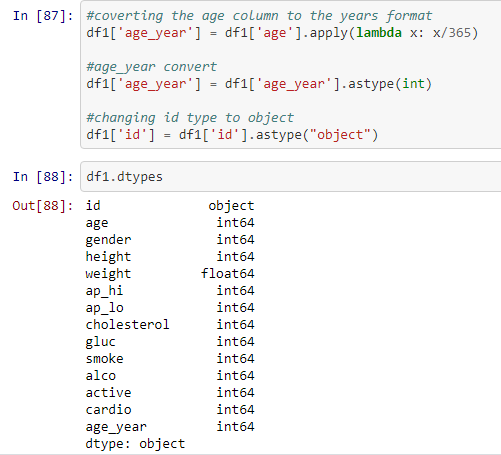 In [87]: #coverting the age column to the years format
df1['age_year'] = df1['age'].apply(lambda x: x/365)
#age_year convert
df1['age_year'] = df1['age_year'].astype(int)
#changing id type to object
df1['id'] = df1['id'].astype("object")
In [88]: df1.dtypes
Out[88]: id object
age int64
gender int64
height int64
weight float64
ap_hi int64
ap_lo int64
cholesterol int64
gluc int64
smoke int64
alco int64
active int64
cardio int64
age_year int64
dtype: object